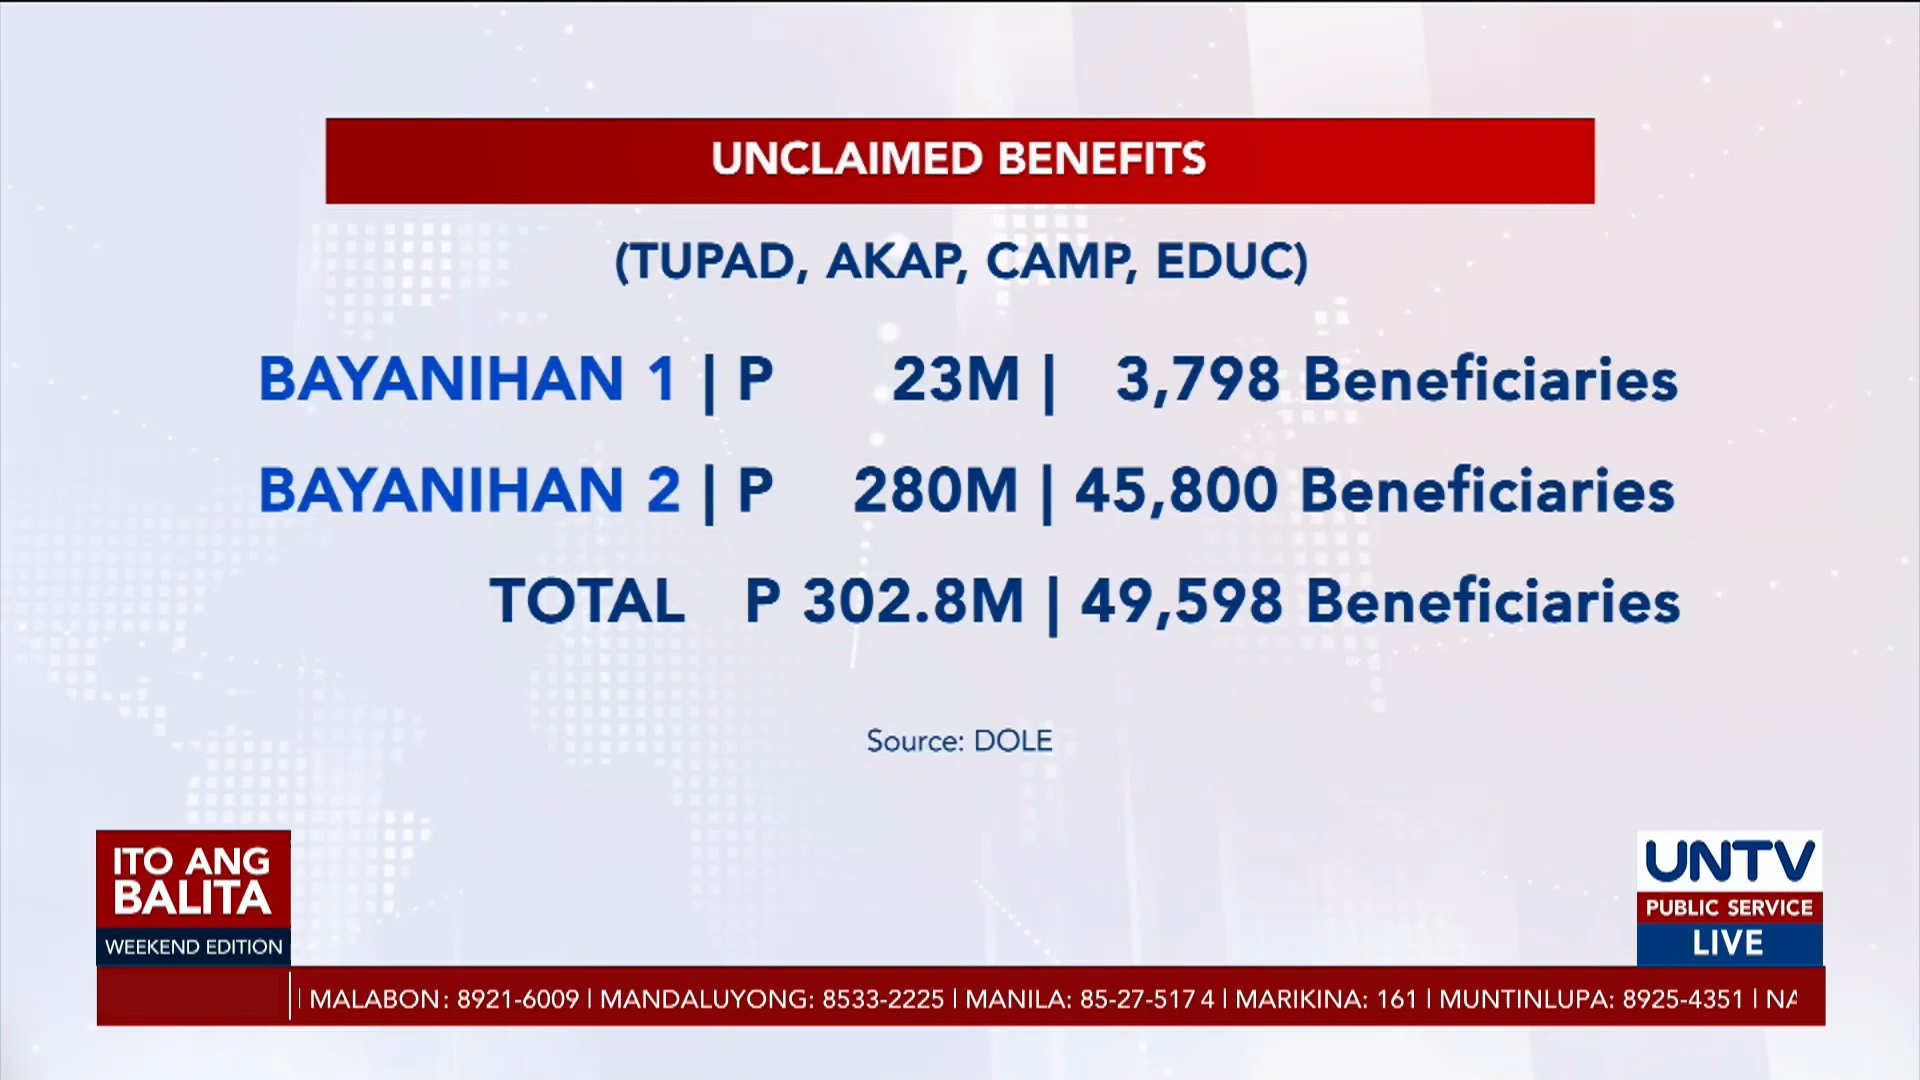 UNCLAIMED BENEFITS
(TUPAD, AKAP, CAMP, EDUC)
BAYANIHAN 1 | P 23M | 3,798 Beneficiaries
BAYANIHAN 2 | P 280M | 45,800 Beneficiaries
TOTAL P 302.8M | 49,598 Beneficiaries
Source: DOLE
ITO ANG
BALITA
WEEKEND EDITION
UNTV
PUBLIC SERVICE
LIVE
| MALABON: 8921-6009 | MANDALUYONG: 8533-2225 | MANILA: 85-27-5174 | MARIKINA: 161 | MUNTINLUPA: 8925-4351 | NA